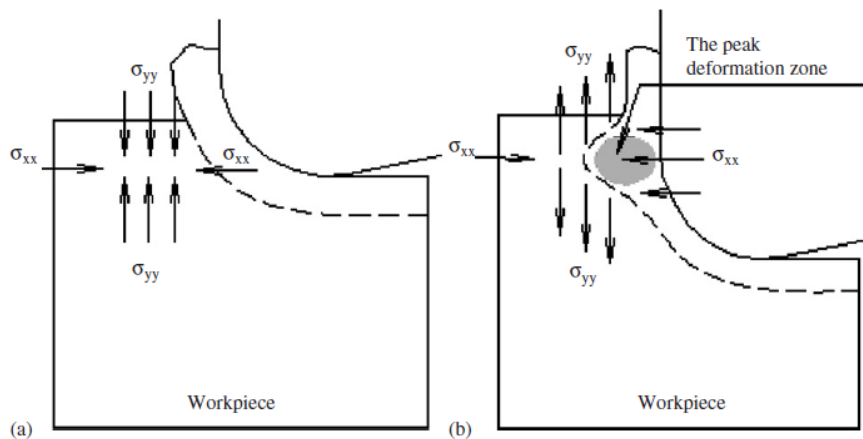 σyy
σxx
σxx
σyy
Workpiece
(a)
σyy
The peak
deformation zone
σxx
σxx
σyy
Workpiece
(b)